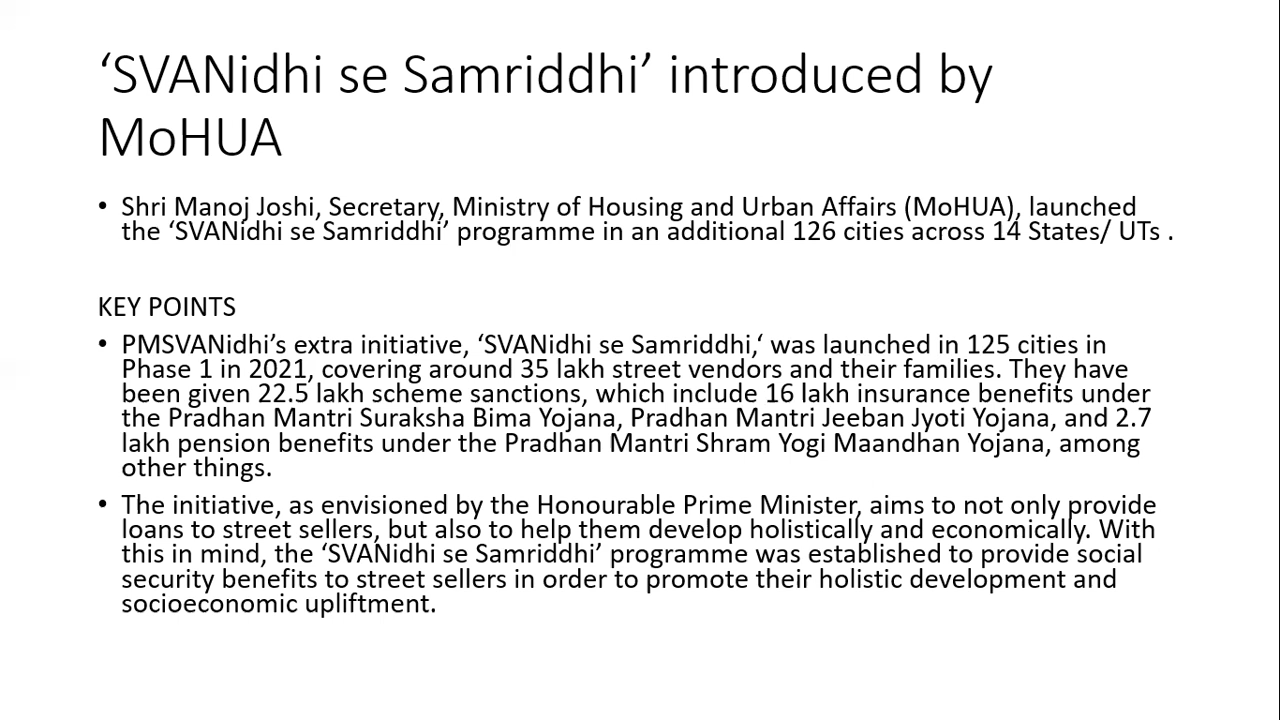 ‘SVANidhi se Samriddhi’ introduced by
MoHUA
• Shri Manoj Joshi, Secretary, Ministry of Housing and Urban Affairs (MoHUA), launched
the ‘SVANidhi se Samriddhi’ programme in an additional 126 cities across 14 States/ UTs .
KEY POINTS
• PMSVANidhi’s extra initiative, ‘SVANidhi se Samriddhi,‘ was launched in 125 cities in
Phase 1 in 2021, covering around 35 lakh street vendors and their families. They have
been given 22.5 lakh scheme sanctions, which include 16 lakh insurance benefits under
the Pradhan Mantri Suraksha Bima Yojana, Pradhan Mantri Jeeban Jyoti Yojana, and 2.7
lakh pension benefits under the Pradhan Mantri Shram Yogi Maandhan Yojana, among
other things.
• The initiative, as envisioned by the Honourable Prime Minister, aims to not only provide
loans to street sellers, but also to help them develop holistically and economically. With
this in mind, the ‘SVANidhi se Samriddhi’ programme was established to provide social
security benefits to street sellers in order to promote their holistic development and
socioeconomic upliftment.